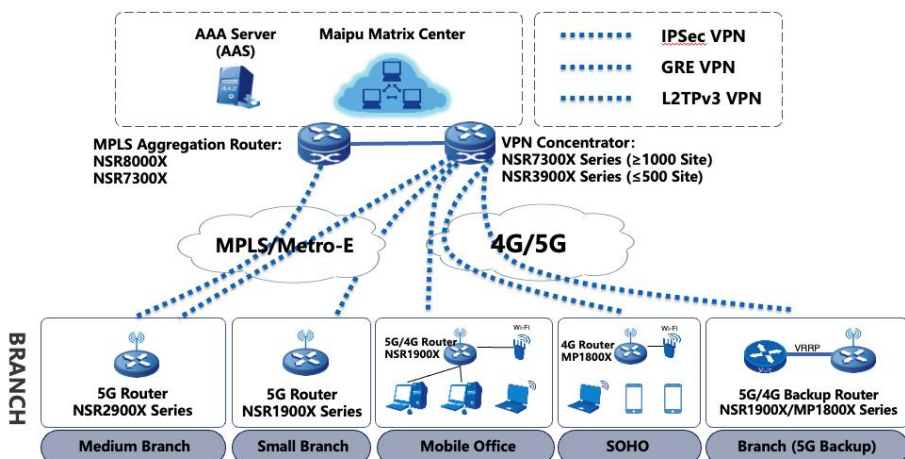 AAA Server
(AAS)
Maipu Matrix Center
AAS
IPSec VPN
GRE VPN
L2TPv3 VPN
MPLS Aggregation Router:
NSR8000X
NSR7300X
VPN Concentrator:
NSR7300X Series (≥1000 Site)
NSR3900X Series (≤500 Site)
MPLS/Metro-E
4G/5G
BRANCH
5G Router
NSR2900X Series
Medium Branch
5G Router
NSR1900X Series
Small Branch
5G/4G Router
NSR1900X
Wi-Fi
Mobile Office
4G Router
MP1800X
Wi-Fi
SOHO
VRRP
5G/4G Backup Router
NSR1900X/MP1800X Series
Branch (5G Backup)